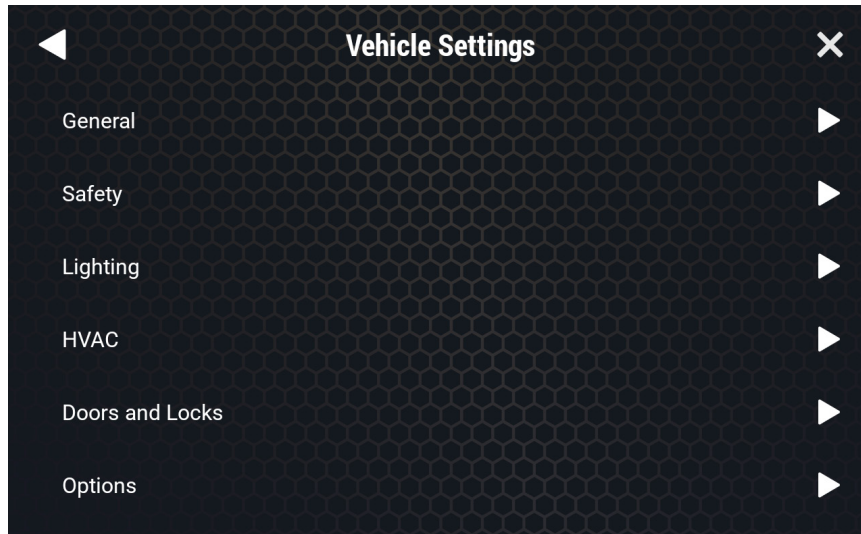 Vehicle Settings
General
Safety
Lighting
HVAC
Doors and Locks
Options